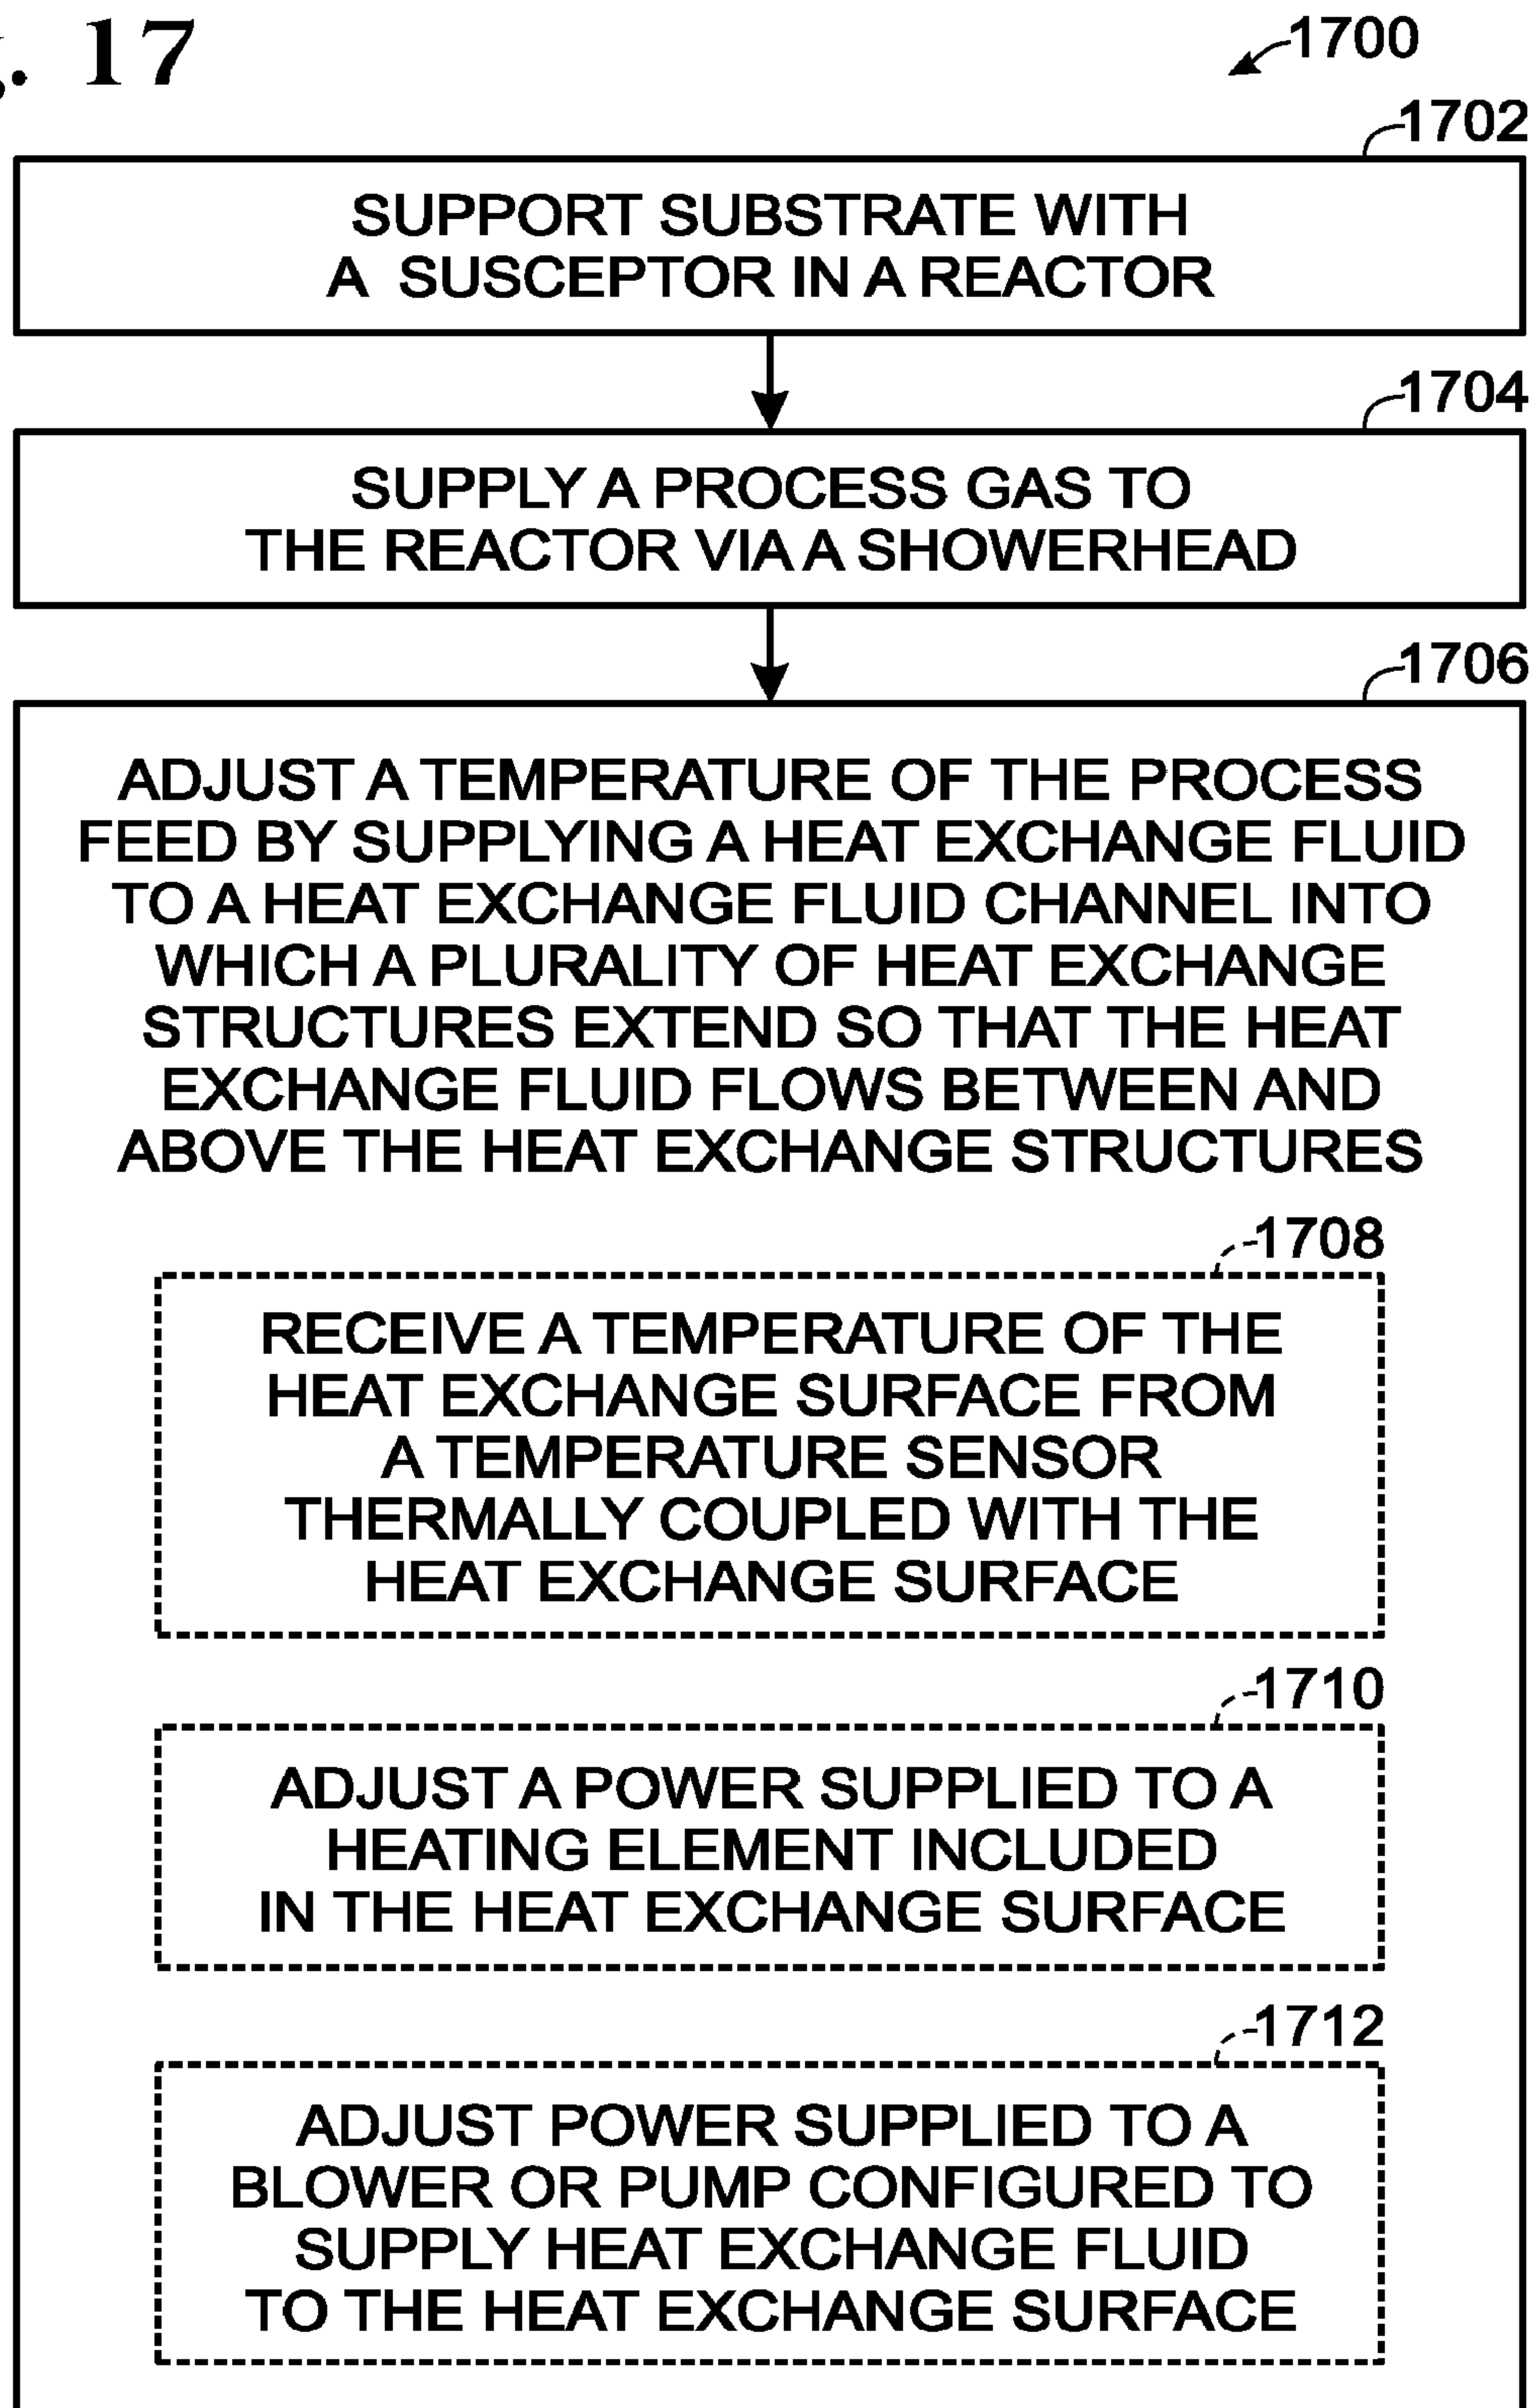 . 17
1700
1702
SUPPORT SUBSTRATE WITH
A SUSCEPTOR IN A REACTOR
1704
SUPPLY A PROCESS GAS TO
THE REACTOR VIA A SHOWERHEAD
1706
ADJUST A TEMPERATURE OF THE PROCESS
FEED BY SUPPLYING A HEAT EXCHANGE FLUID
TO A HEAT EXCHANGE FLUID CHANNEL INTO
WHICH A PLURALITY OF HEAT EXCHANGE
STRUCTURES EXTEND SO THAT THE HEAT
EXCHANGE FLUID FLOWS BETWEEN AND
ABOVE THE HEAT EXCHANGE STRUCTURES
1708
RECEIVE A TEMPERATURE OF THE
HEAT EXCHANGE SURFACE FROM
A TEMPERATURE SENSOR
THERMALLY COUPLED WITH THE
HEAT EXCHANGE SURFACE
1710
ADJUST A POWER SUPPLIED TO A
HEATING ELEMENT INCLUDED
IN THE HEAT EXCHANGE SURFACE
1712
ADJUST POWER SUPPLIED TO A
BLOWER OR PUMP CONFIGURED TO
SUPPLY HEAT EXCHANGE FLUID
TO THE HEAT EXCHANGE SURFACE